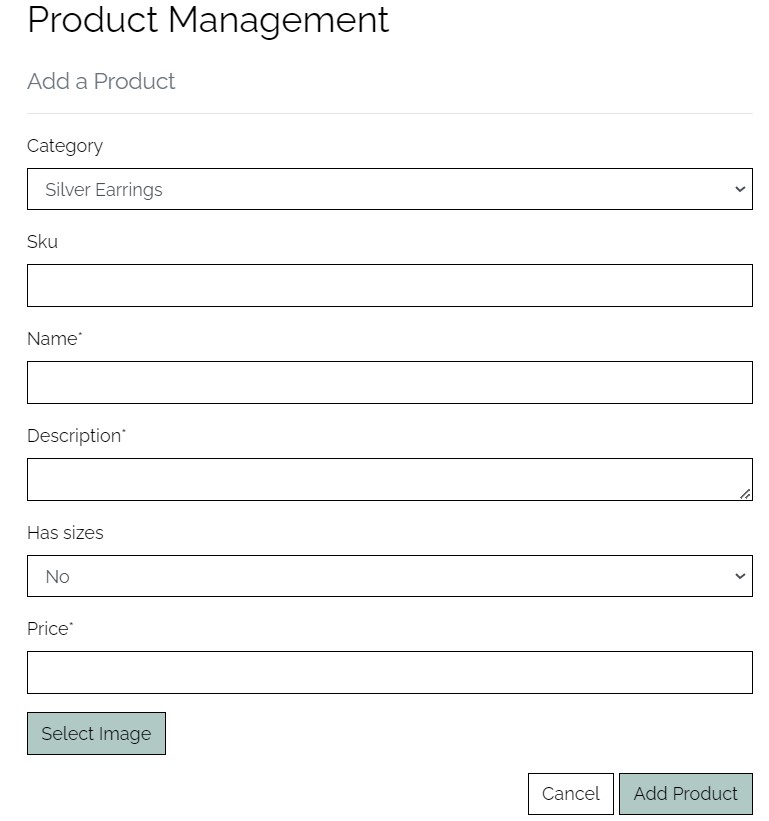 Product Management
Add a Product
Category
Silver Earrings
Sku
Name*
Description*
Has sizes
No
Price*
Select Image
Cancel Add Product